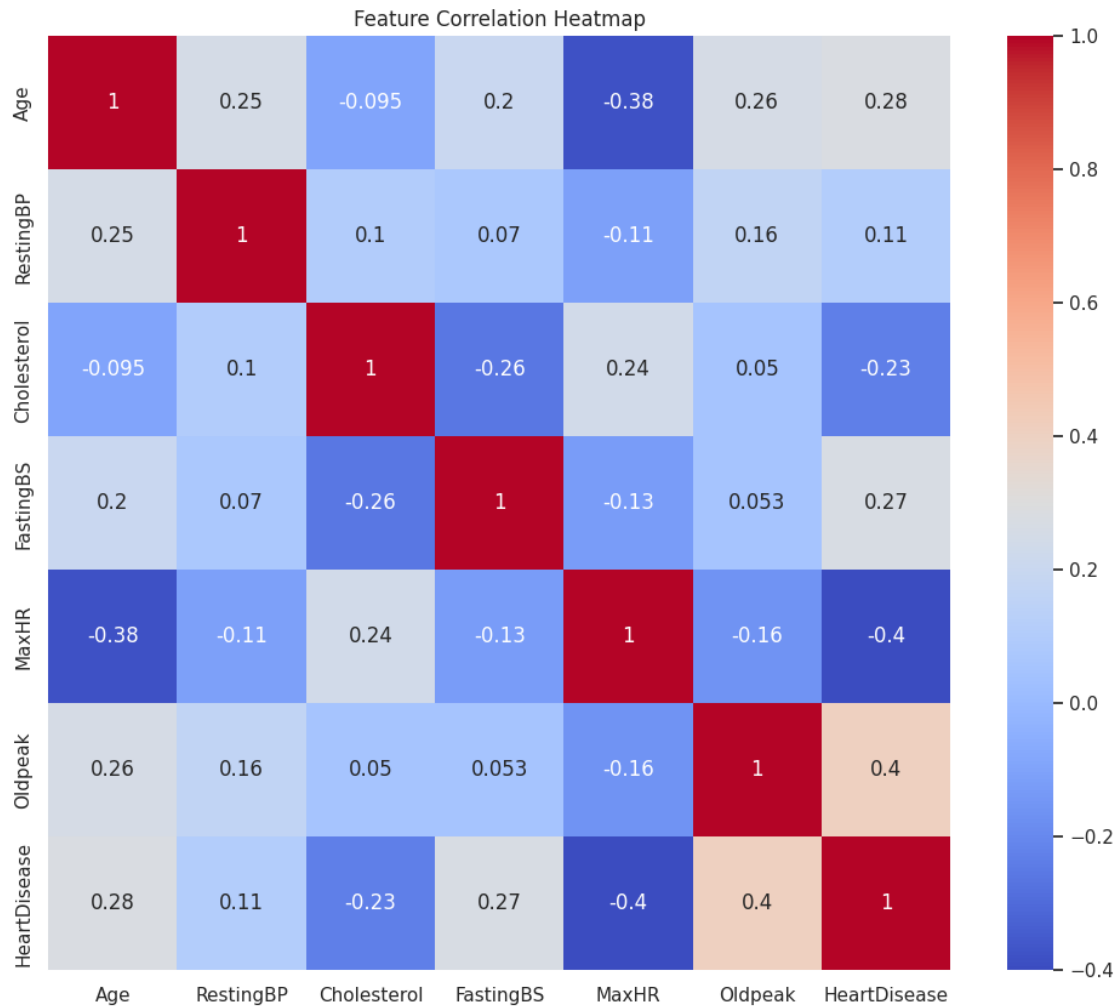 Feature Correlation Heatmap
Age 1 0.25 -0.095 0.2 -0.38 0.26 0.28
RestingBP 0.25 1 0.1 0.07 -0.11 0.16 0.11
Cholesterol -0.095 0.1 1 -0.26 0.24 0.05 -0.23
FastingBS 0.2 0.07 -0.26 1 -0.13 0.053 0.27
MaxHR -0.38 -0.11 0.24 -0.13 1 -0.16 -0.4
Oldpeak 0.26 0.16 0.05 0.053 -0.16 1 0.4
HeartDisease 0.28 0.11 -0.23 0.27 -0.4 0.4 1
Age RestingBP Cholesterol FastingBS MaxHR Oldpeak HeartDisease
1.0
0.8
0.6
0.4
0.2
0.0
−0.2
−0.4